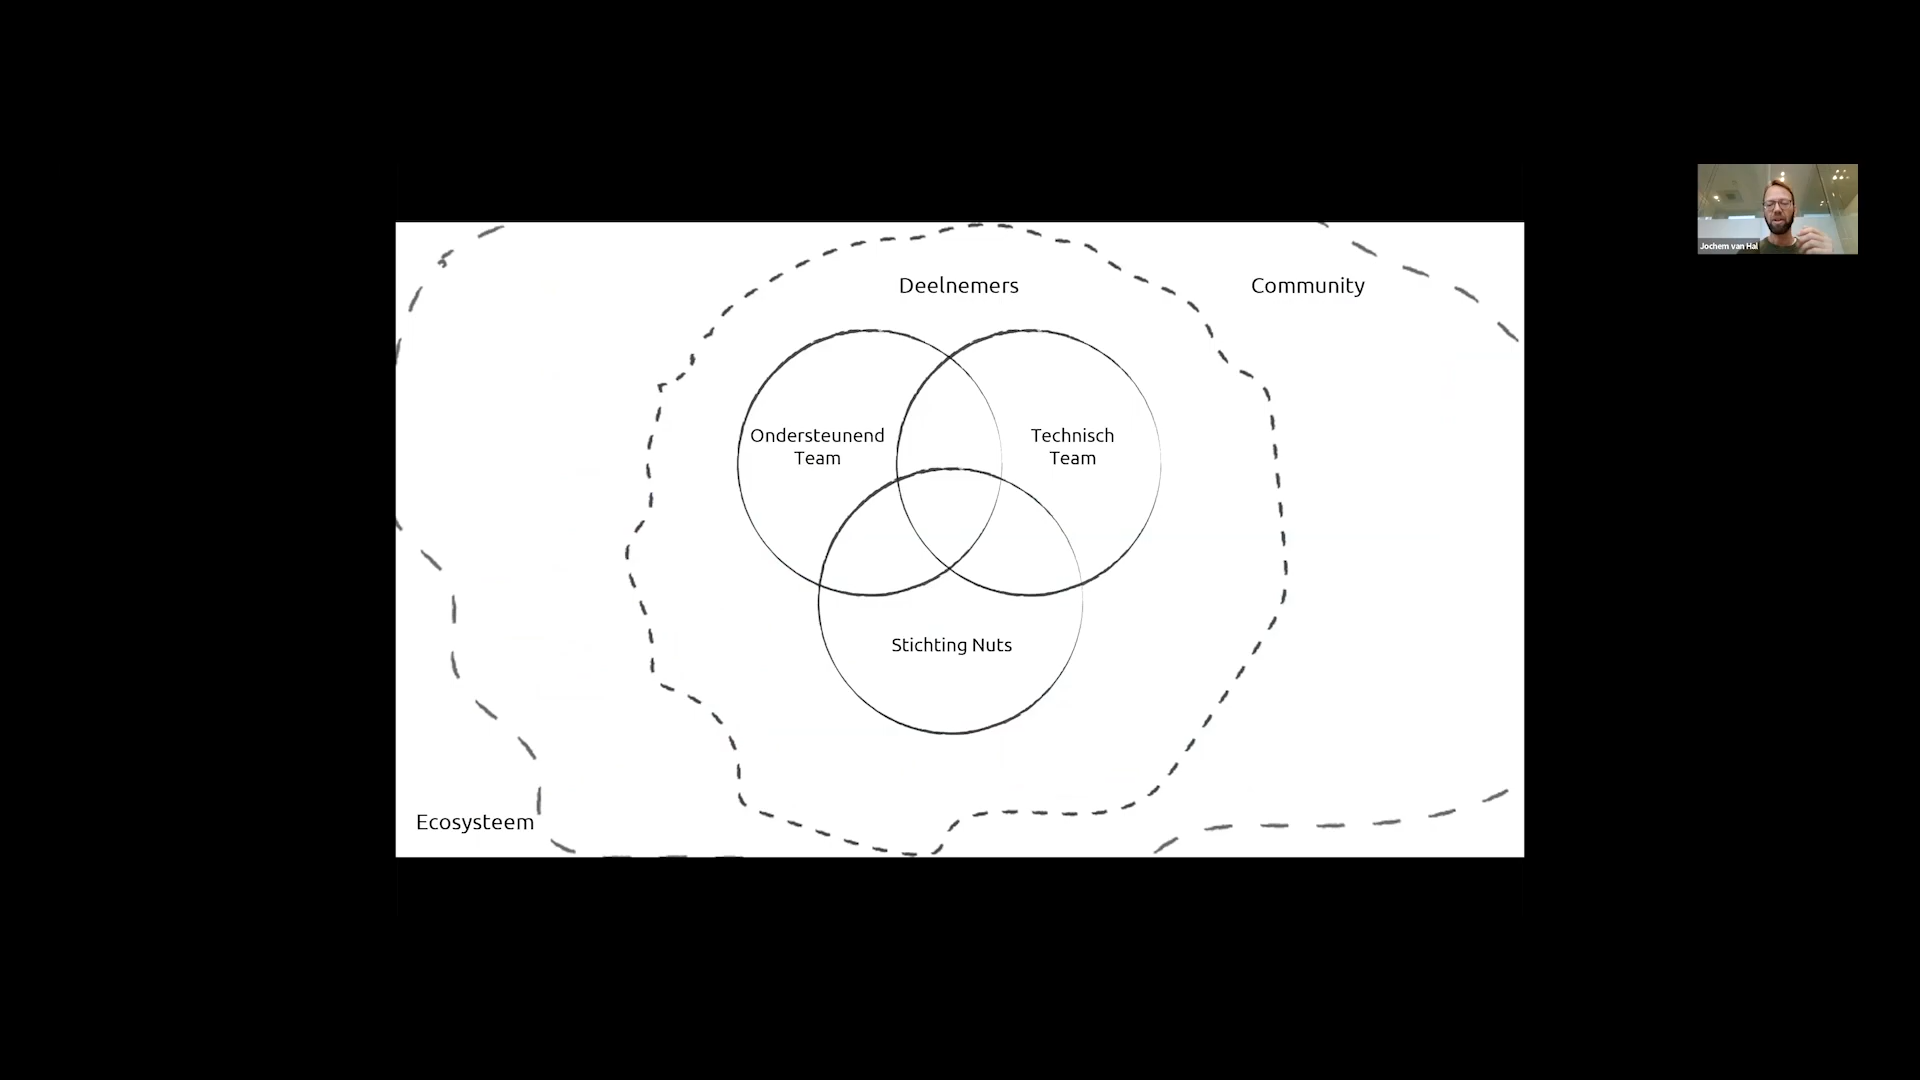 Deelnemers
Community
Ondersteunend
Team
Technisch
Team
Stichting Nuts
Ecosysteem
Jochem van Hal